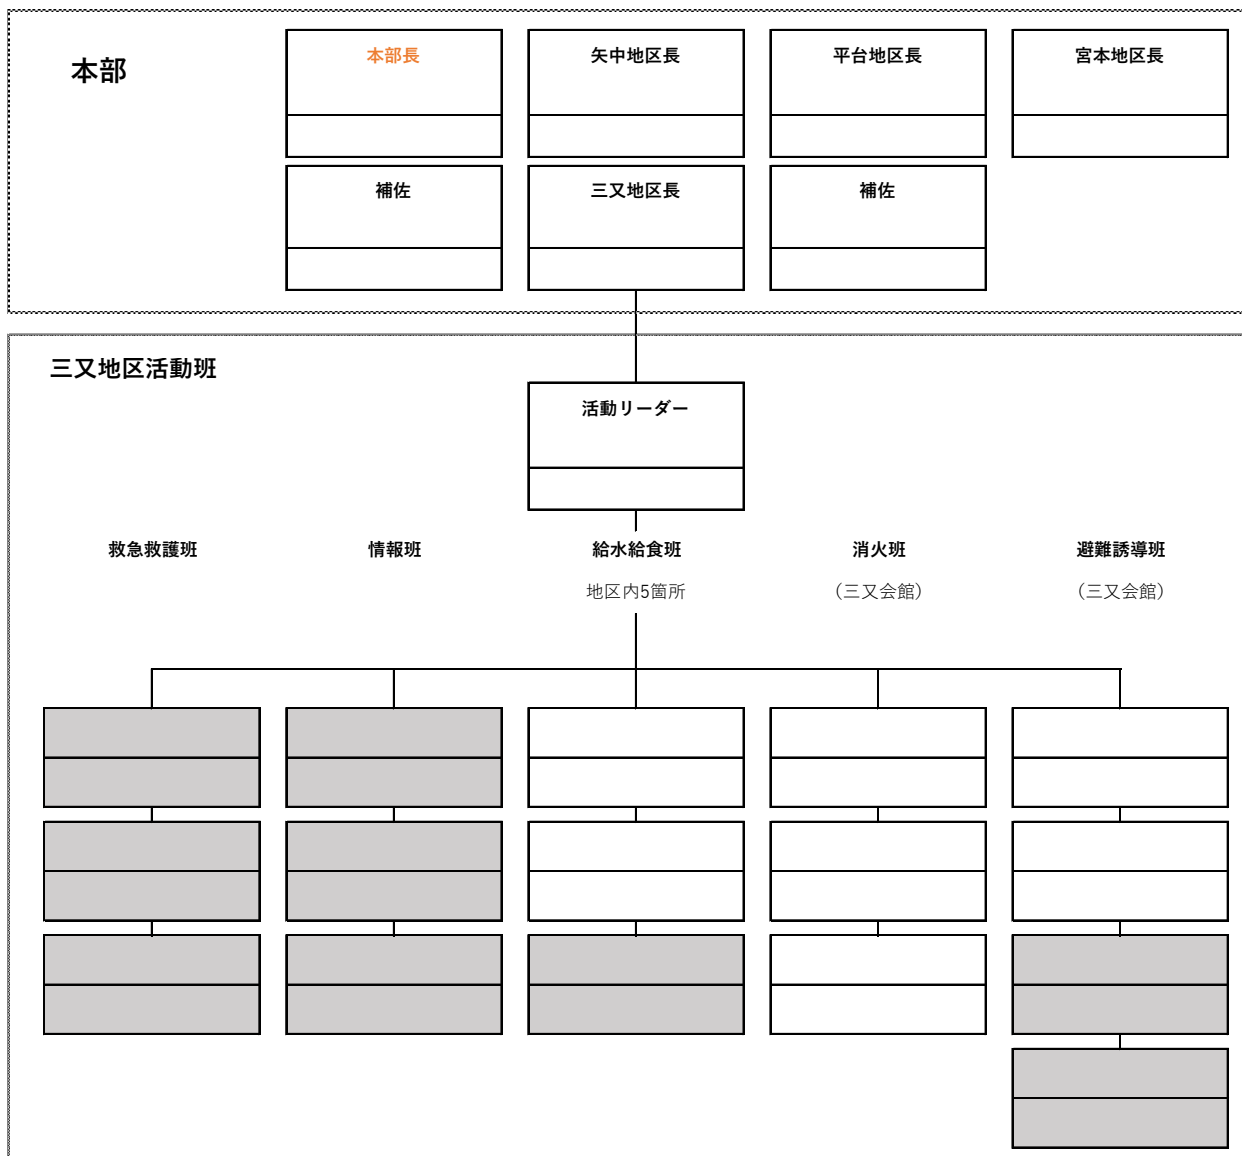 本部
本部長
矢中地区長
平台地区長
宮本地区長
補佐
三又地区長
補佐
三又地区活動班
活動リーダー
救急救護班
情報班
給水給食班
消火班
避難誘導班
地区内5箇所
（三又会館）
（三又会館）